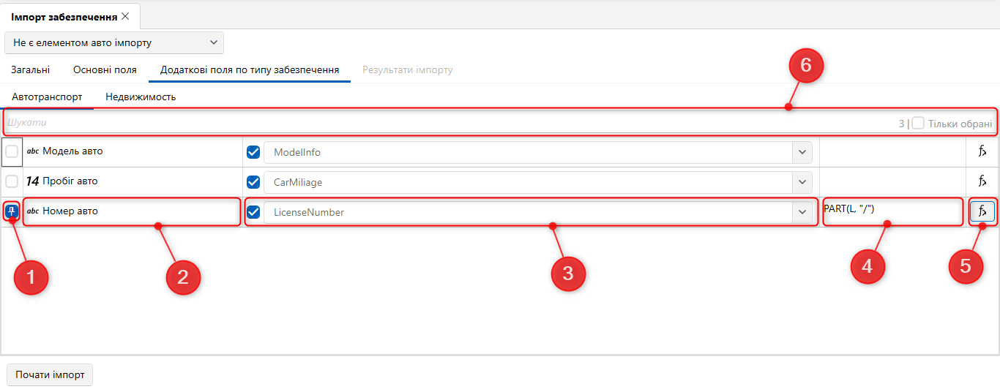 Імпорт забезпечення
Не є елементом авто імпорту
Загальні Основні поля Додаткові поля по типу забезпечення Результати імпорту
6
Автотранспорт Недвижимость
Шукати 3 | Тільки обрані
abc Модель авто ModelInfo fx
14 Пробіг авто CarMiliage fx
abc Номер авто LicenseNumber PART(L, "/") fx
1 2 3 4 5
Почати імпорт